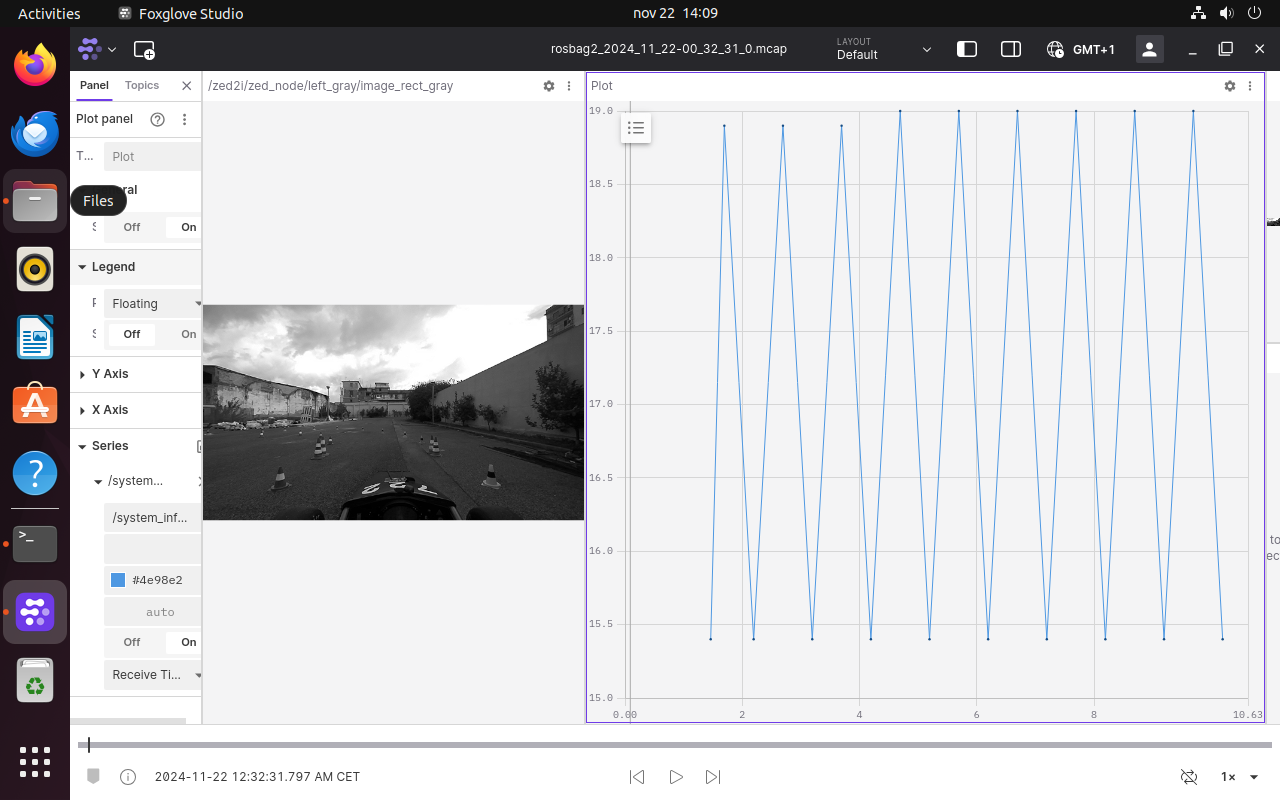 Activities
Foxglove Studio
nov 22 14:09
rosbag2_2024_11_22-00_32_31_0.mcap
LAYOUT
Default
GMT+1
Panel
Topics
/zed2i/zed_node/left_gray/image_rect_gray
Plot
Plot panel
T...
Plot
Files
ral
Off
On
Legend
Floating
Off
On
Y Axis
X Axis
Series
/system...
/system_inf...
#4e98e2
auto
Off
On
Receive Ti...
19.0
18.5
18.0
17.5
17.0
16.5
16.0
15.5
15.0
0.00
2
4
6
8
10.63
to
ec
2024-11-22 12:32:31.797 AM CET
1×